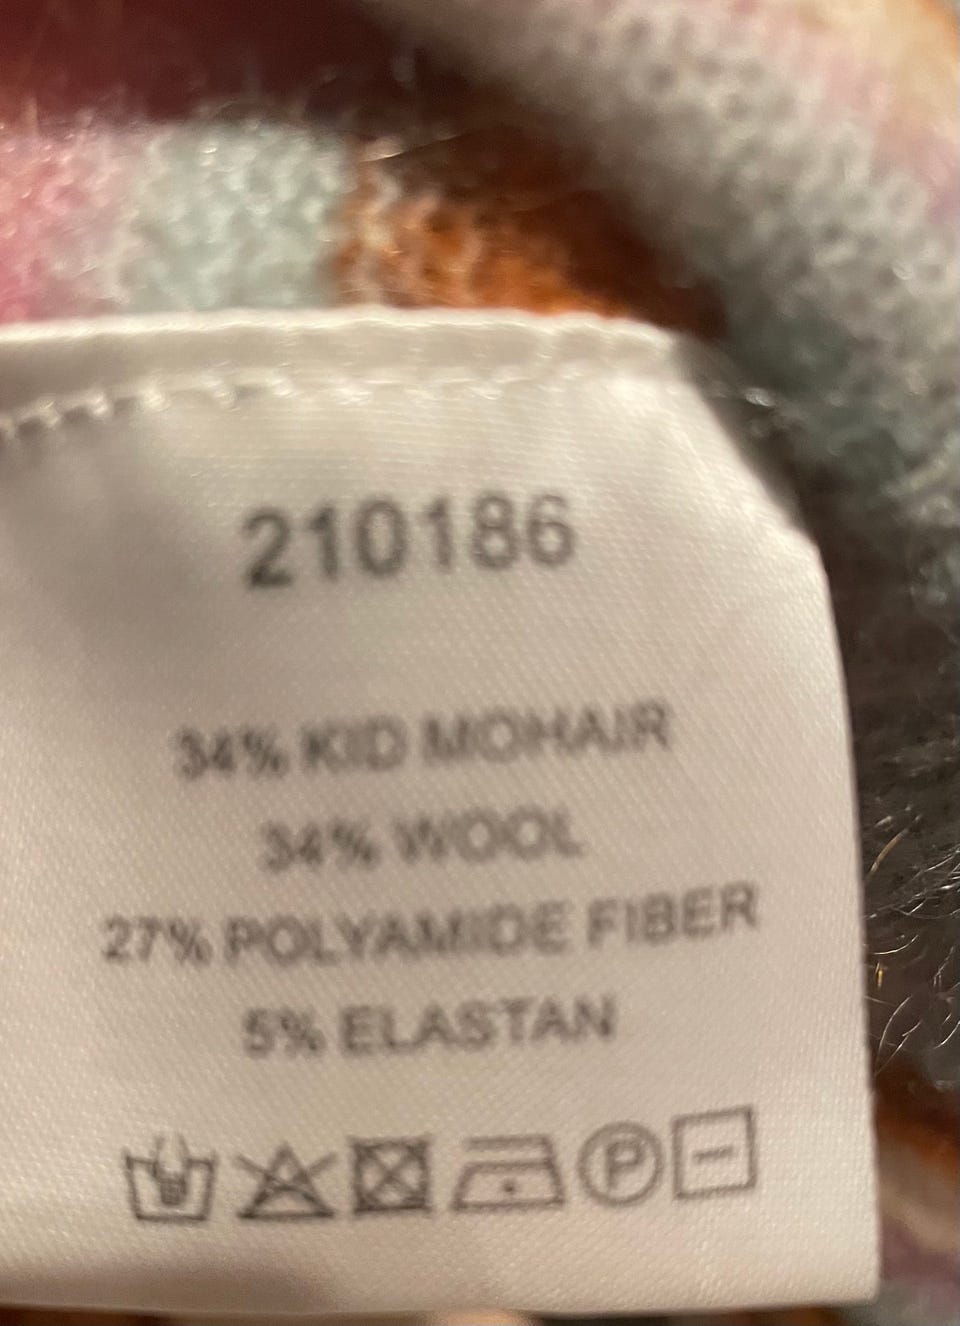 210186
34% KID MOHAIR
34% WOOL
27% POLYAMIDE FIBER
5% ELASTAN
P